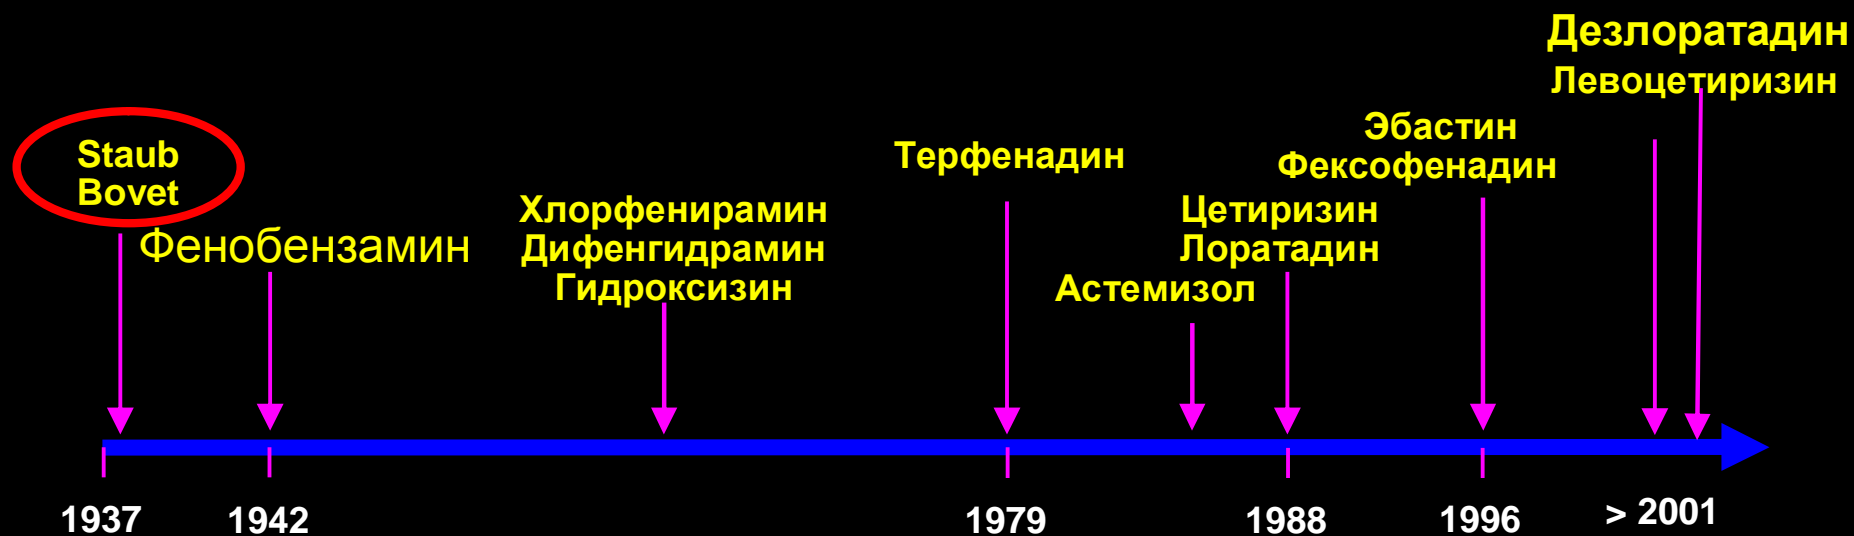 Дезлоратадин
Левоцетиризин
Staub
Bovet
Фенобензамин
Хлорфенирамин
Дифенгидрамин
Гидроксизин
Терфенадин
Астемизол
Цетиризин
Лоратадин
Эбастин
Фексофенадин
1937
1942
1979
1988
1996
> 2001